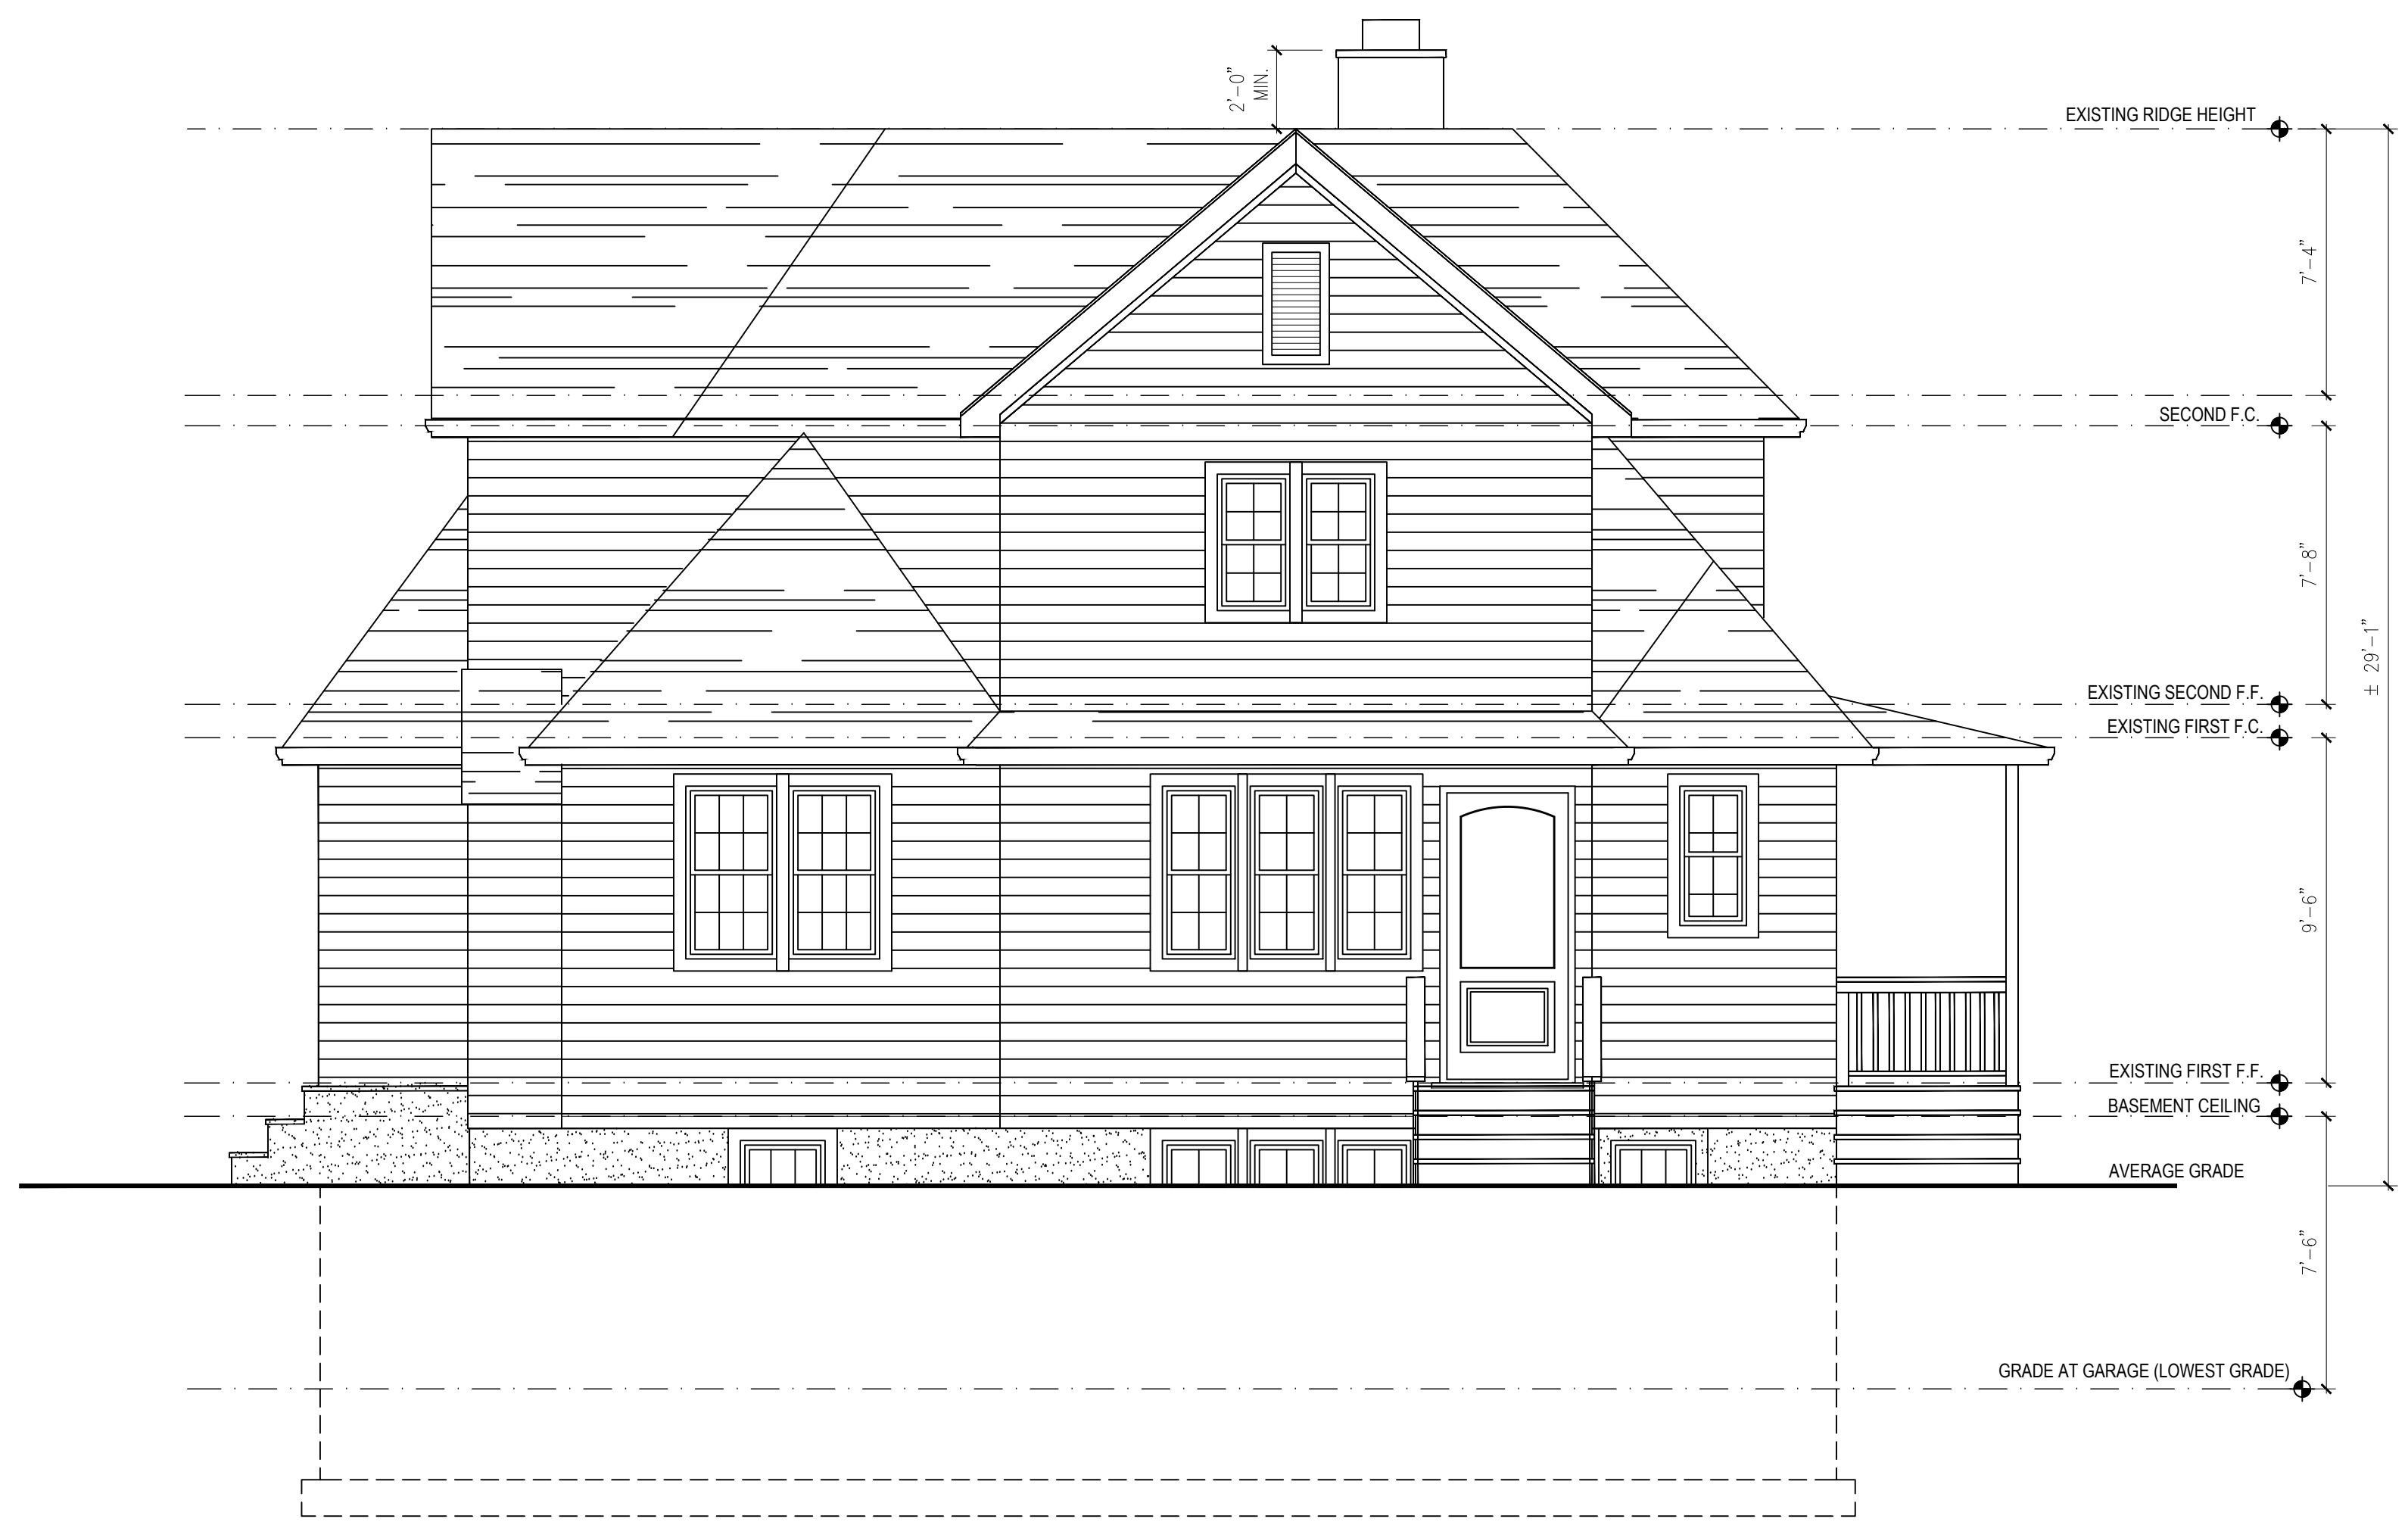 2'-0"
MIN.
EXISTING RIDGE HEIGHT
7'-4"
SECOND F.C.
7'-8"
± 29'-1"
EXISTING SECOND F.F.
EXISTING FIRST F.C.
9'-6"
EXISTING FIRST F.F.
BASEMENT CEILING
AVERAGE GRADE
7'-6"
GRADE AT GARAGE (LOWEST GRADE)